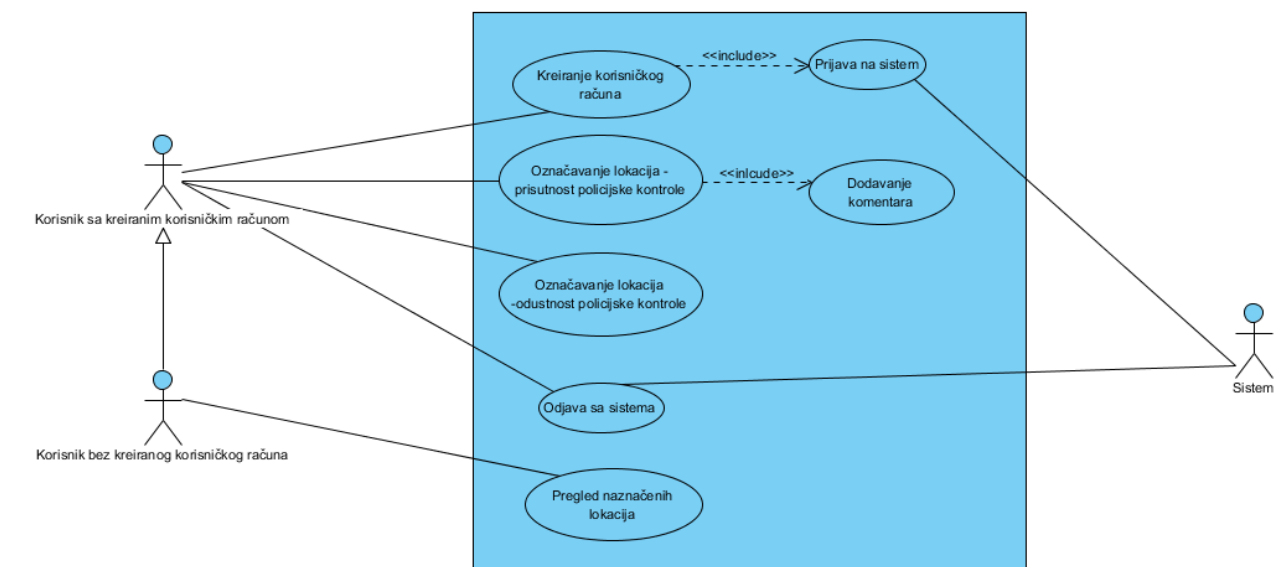 Kreiranje korisničkog
računa
<<include>>
Prijava na sistem
Označavanje lokacija -
prisutnost policijske kontrole
<<inlcude>>
Dodavanje
komentara
Korisnik sa kreiranim korisničkim računom
Označavanje lokacija
-odustnost policijske kontrole
Sistem
Odjava sa sistema
Korisnik bez kreiranog korisničkog računa
Pregled naznačenih
lokacija